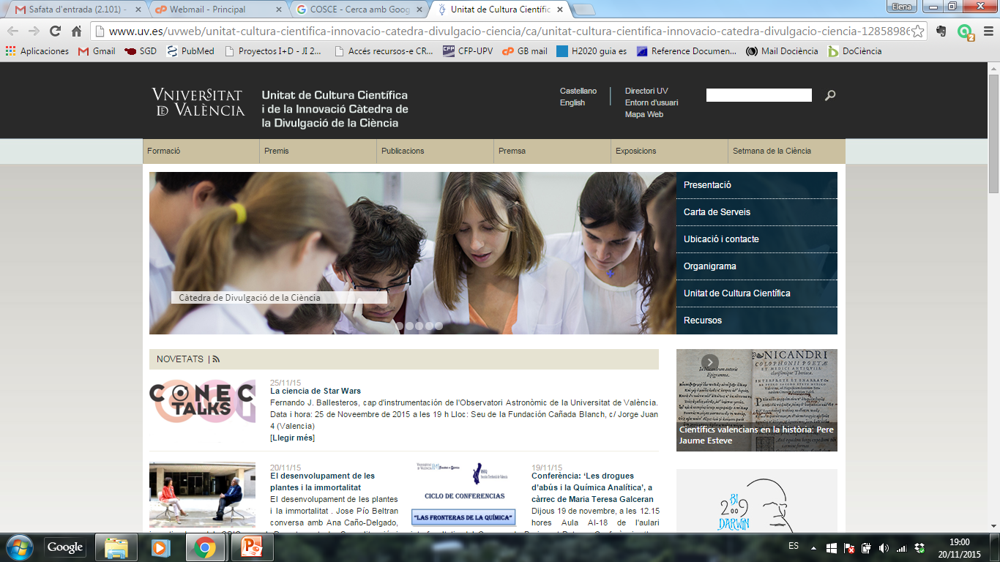 Safata d'entrada (2.101) -
Webmail - Principal
COSCE - Cerca amb Goog
Unitat de Cultura Científic
Elena
www.uv.es/uvweb/unitat-cultura-cientifica-innovacio-catedra-divulgacio-ciencia/ca/unitat-cultura-cientifica-innovacio-catedra-divulgacio-ciencia-12858986
2
Aplicaciones
Gmail
SGD
PubMed
Proyectos I+D - JI 2...
Accés recursos-e CR...
CFP-UPV
GB mail
H2020 guia es
Reference Documen...
Mail Dociència
DoCiència
VNIVERSITAT
DE VALÈNCIA
Unitat de Cultura Científica
i de la Innovació Càtedra de
la Divulgació de la Ciència
Castellano
English
Directori UV
Entorn d'usuari
Mapa Web
Formació
Premis
Publicacions
Premsa
Exposicions
Setmana de la Ciència
Càtedra de Divulgació de la Ciència
Presentació
Carta de Serveis
Ubicació i contacte
Organigrama
Unitat de Cultura Científica
Recursos
NOVETATS |
CONEC
TALKS
25/11/15
La ciencia de Star Wars
Fernando J. Ballesteros, cap d'instrumentació de l'Observatori Astronòmic de la Universitat de València.
Data i hora: 25 de Novembre de 2015 a les 19 h Lloc: Seu de la Fundación Cañada Blanch, c/ Jorge Juan
4 (Valencia)
[Llegir més]
NICANDRI
COLOPHONII POETÆ
Científics valencians en la història: Pere
Jaume Esteve
20/11/15
El desenvolupament de les
plantes i la immortalitat
El desenvolupament de les plantes
i la immortalitat . Jose Pío Beltran
conversa amb Ana Caño-Delgado,
CICLO DE CONFERENCIAS
"LAS FRONTERAS DE LA QUÍMICA"
19/11/15
Conferència: 'Les drogues
d'abús i la Química Analítica', a
càrrec de Maria Teresa Galceran
Dijous 19 de novembre, a les 12.15
hores Aula AI-18 de l'aulari
BI
2009
DARWIN
Google
ES
19:00
20/11/2015